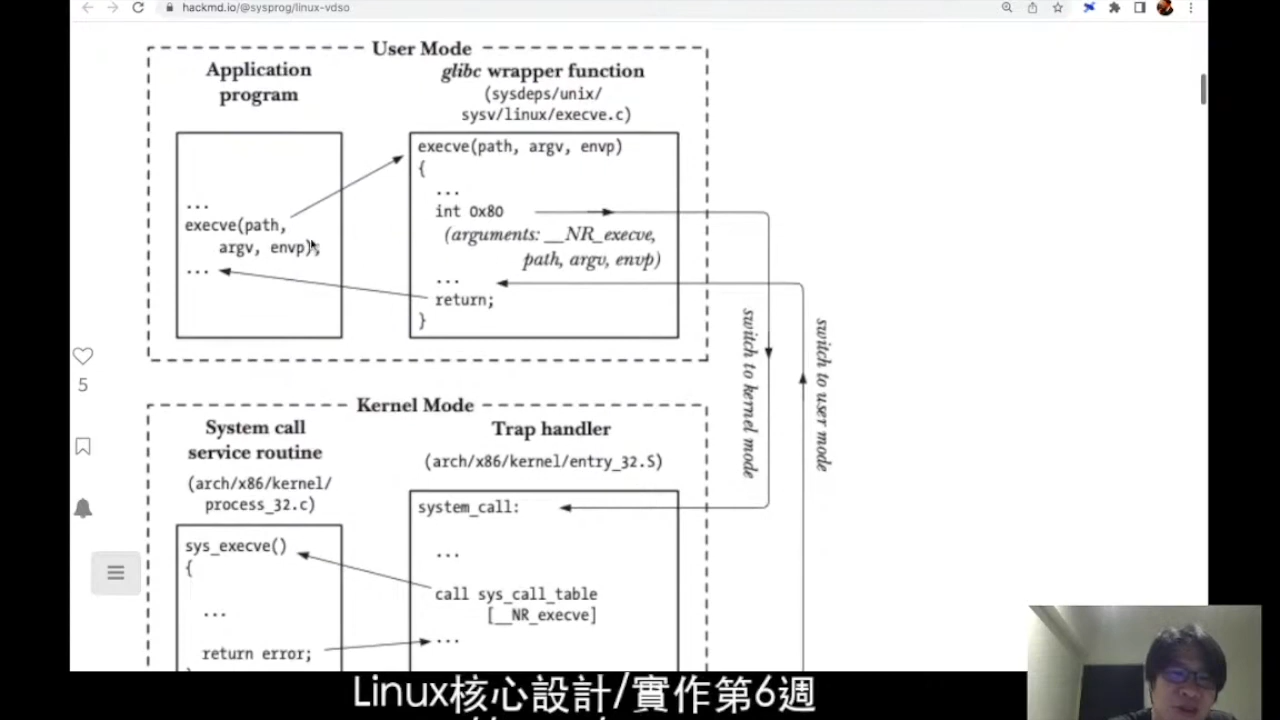 hackmd.io/@sysprog/linux-vdso
User Mode
Application
program
glibc wrapper function
(sysdeps/unix/
sysv/linux/execve.c)
...
execve(path,
argv, envp);
...
execve(path, argv, envp)
{
...
int 0x80
(arguments: __NR_execve,
path, argv, envp)
...
return;
}
switch to kernel mode
switch to user mode
5
Kernel Mode
System call
service routine
(arch/x86/kernel/
process_32.c)
Trap handler
(arch/x86/kernel/entry_32.S)
sys_execve()
{
...
return error;
system_call:
...
call sys_call_table
[__NR_execve]
...
Linux核心設計/實作第6週